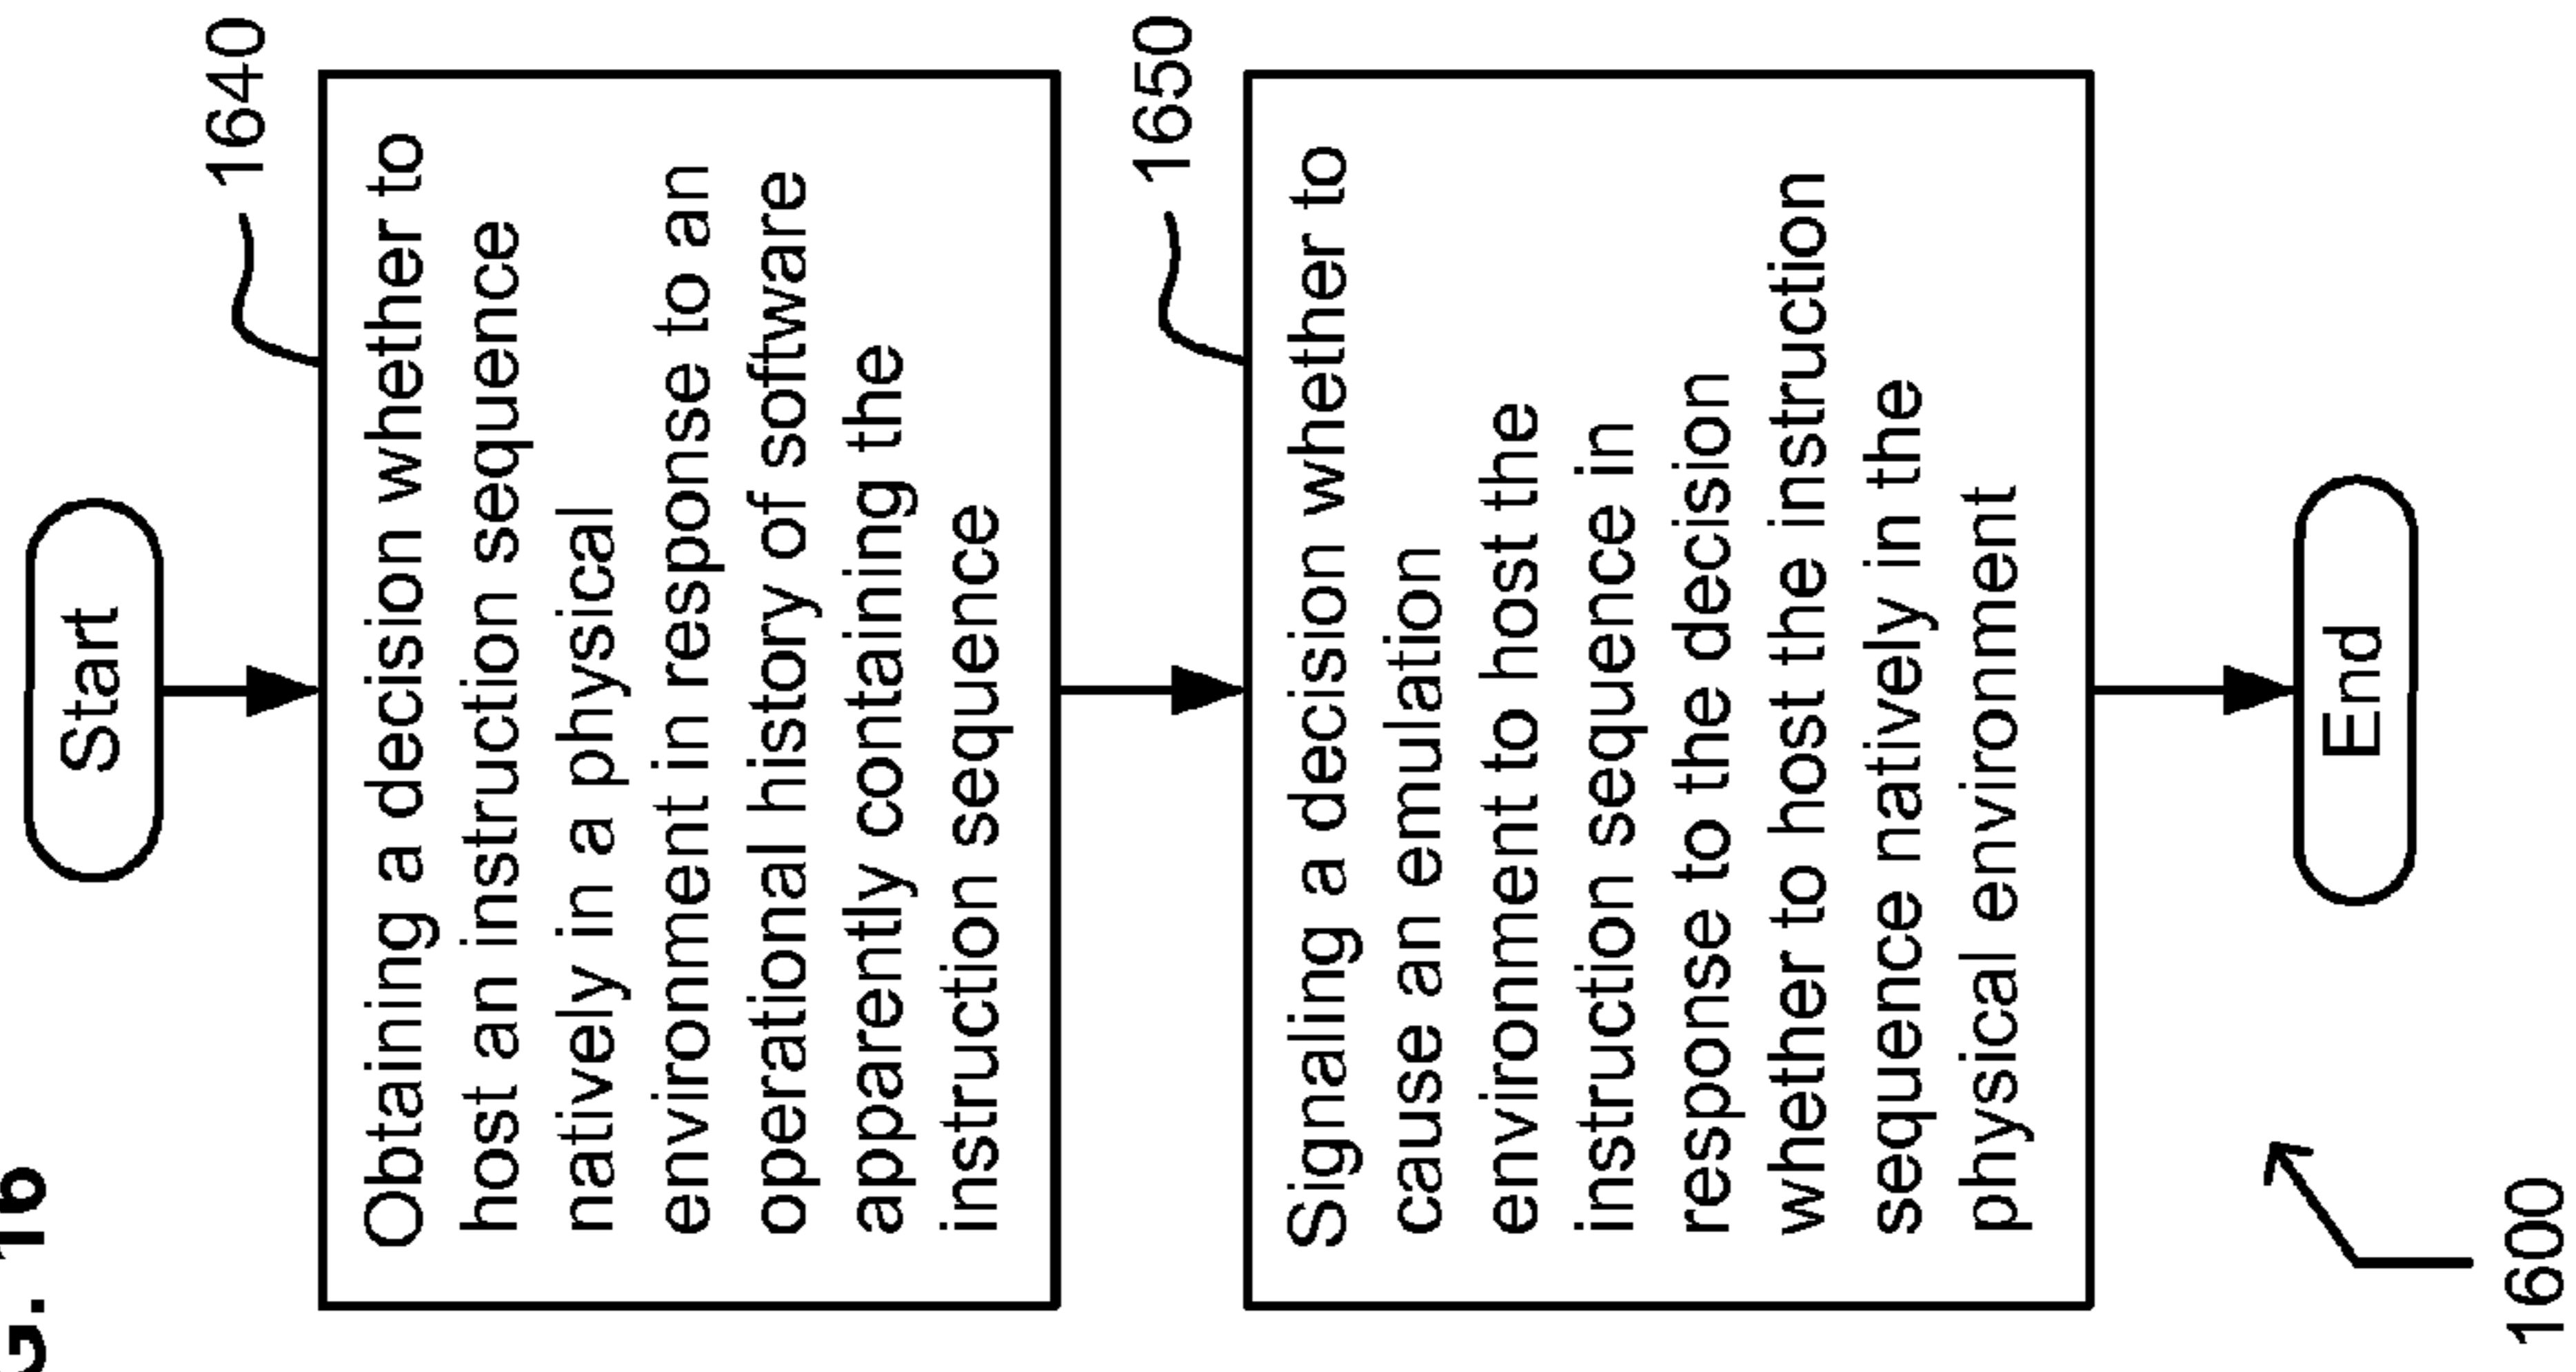 G. 16
Start
1640
Obtaining a decision whether to
host an instruction sequence
natively in a physical
environment in response to an
operational history of software
apparently containing the
instruction sequence
1650
Signaling a decision whether to
cause an emulation
environment to host the
instruction sequence in
response to the decision
whether to host the instruction
sequence natively in the
physical environment
End
1600